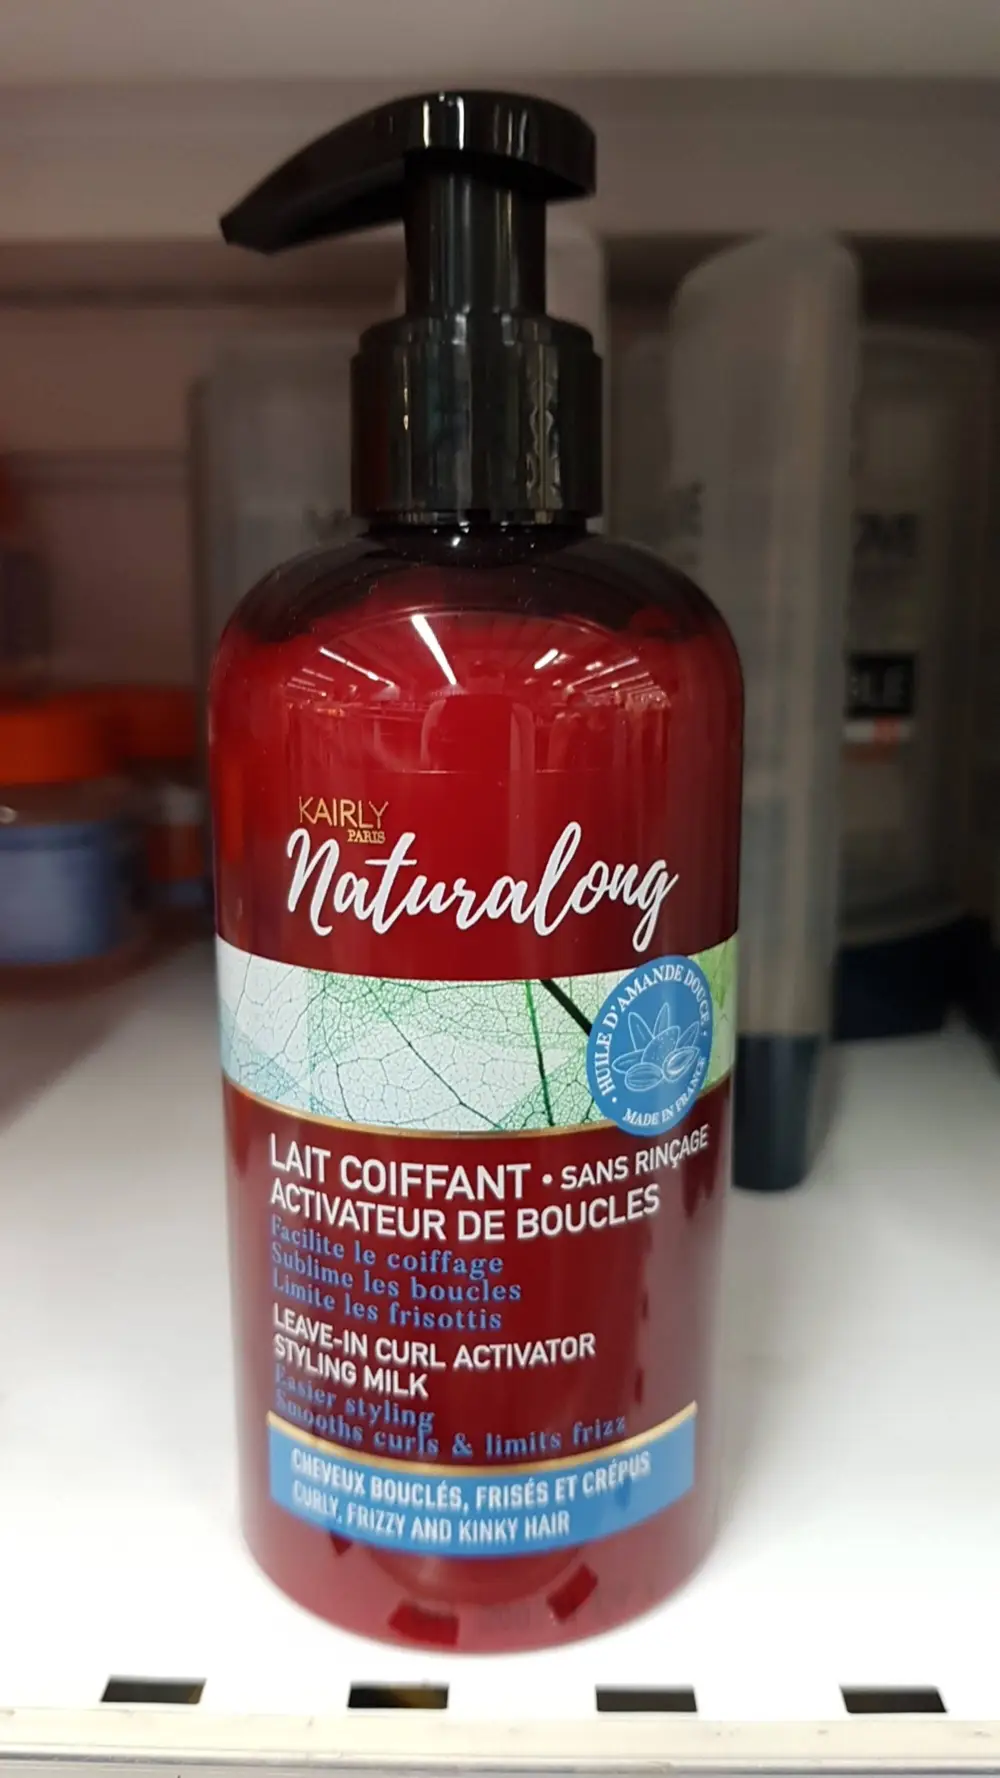 KAIRLY
PARIS
Naturalong
• HUILE D'AMANDE DOUCE •
MADE IN FRANCE
LAIT COIFFANT • SANS RINÇAGE
ACTIVATEUR DE BOUCLES
Facilite le coiffage
Sublime les boucles
Limite les frisottis
LEAVE-IN CURL ACTIVATOR
STYLING MILK
Easier styling
Smooths curls & limits frizz
CHEVEUX BOUCLÉS, FRISÉS ET CRÉPUS
CURLY, FRIZZY AND KINKY HAIR